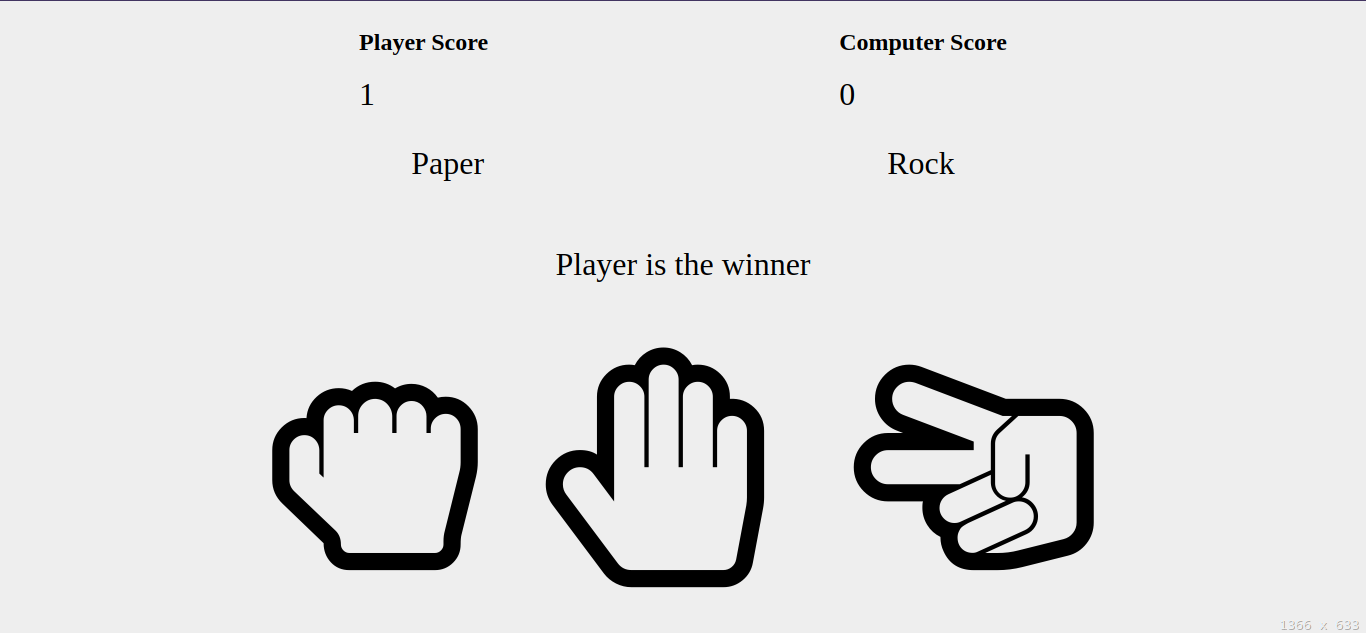 Player Score
Computer Score
1
0
Paper
Rock
Player is the winner
1366 x 633